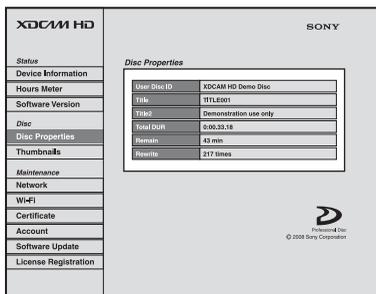 XDCAM HD
SONY
Status
Device Information
Hours Meter
Software Version
Disc
Disc Properties
Thumbnails
Maintenance
Network
Wi-Fi
Certificate
Account
Software Update
License Registration
Disc Properties
User Disc ID XDCAM HD Demo Disc
Title TITLE001
Title2 Demonstration use only
Total DUR 0:00.33.18
Remain 43 min
Rewrite 217 times
Professional Disc
© 2008 Sony Corporation